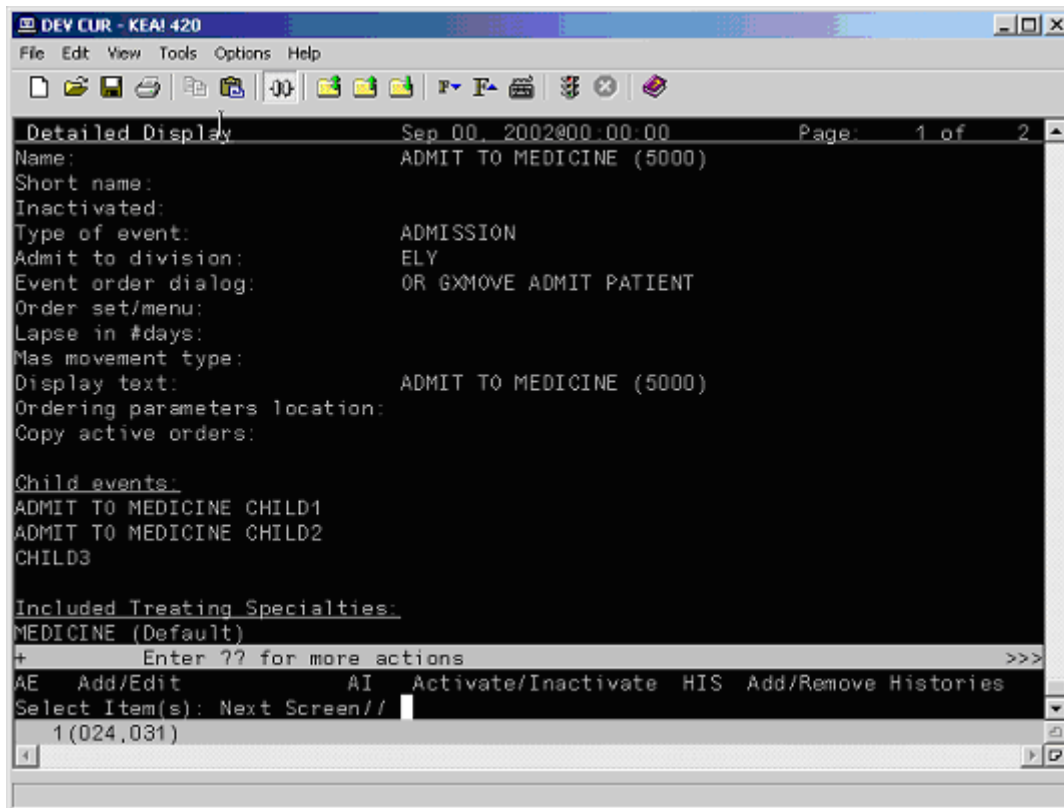 DEV CUR - KEA! 420
File Edit View Tools Options Help
Detailed Display Sep 00, 2002@00:00:00 Page: 1 of 2
Name: ADMIT TO MEDICINE (5000)
Short name:
Inactivated:
Type of event: ADMISSION
Admit to division: ELY
Event order dialog: OR GXMOVE ADMIT PATIENT
Order set/menu:
Lapse in #days:
Mas movement type:
Display text: ADMIT TO MEDICINE (5000)
Ordering parameters location:
Copy active orders:
Child events:
ADMIT TO MEDICINE CHILD1
ADMIT TO MEDICINE CHILD2
CHILD3
Included Treating Specialties:
MEDICINE (Default)
+ Enter ?? for more actions >>>
AE Add/Edit AI Activate/Inactivate HIS Add/Remove Histories
Select Item(s): Next Screen//
1(024,031)